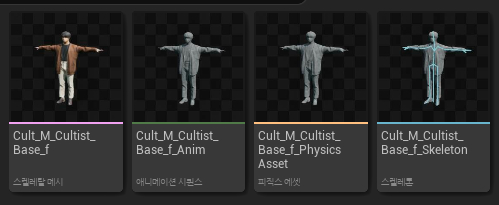 Cult_M_Cultist_
Base_f
스켈레탈 메시
Cult_M_Cultist_
Base_f_Anim
애니메이션 시퀀스
Cult_M_Cultist_
Base_f_Physics
Asset
피직스 애셋
Cult_M_Cultist_
Base_f_Skeleton
스켈레톤